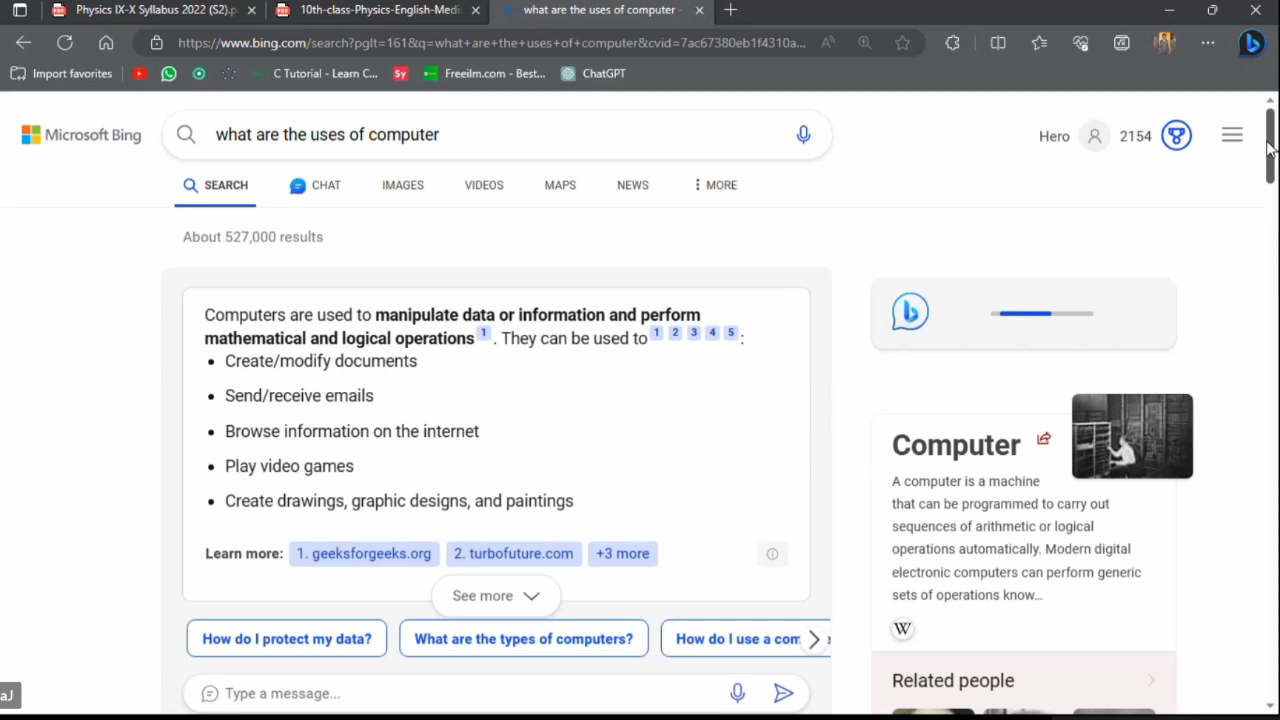 Physics IX-X Syllabus 2022 (S2).p
10th-class-Physics-English-Medi
what are the uses of computer -
https://www.bing.com/search?pglt=161&q=what+are+the+uses+of+computer&cvid=7ac67380eb1f4310a...
Import favorites
C Tutorial - Learn C...
Sy
Freeilm.com - Best...
ChatGPT
Microsoft Bing
what are the uses of computer
Hero
2154
SEARCH
CHAT
IMAGES
VIDEOS
MAPS
NEWS
MORE
About 527,000 results
Computers are used to manipulate data or information and perform
mathematical and logical operations 1 . They can be used to 1 2 3 4 5 :
• Create/modify documents
• Send/receive emails
• Browse information on the internet
• Play video games
• Create drawings, graphic designs, and paintings
Learn more: 1. geeksforgeeks.org 2. turbofuture.com +3 more
See more
How do I protect my data?
What are the types of computers?
How do I use a com
Type a message...
Computer
A computer is a machine
that can be programmed to carry out
sequences of arithmetic or logical
operations automatically. Modern digital
electronic computers can perform generic
sets of operations know...
W
Related people
aJ